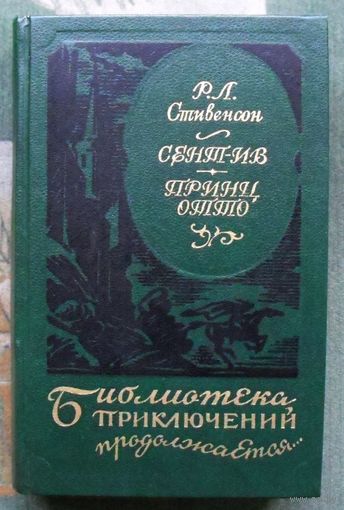 Р.Л.
Стивенсон
СЕНТ-ИВ
ПРИНЦ
ОТТО
Библиотека
ПРИКЛЮЧЕНИЙ
продолжается...